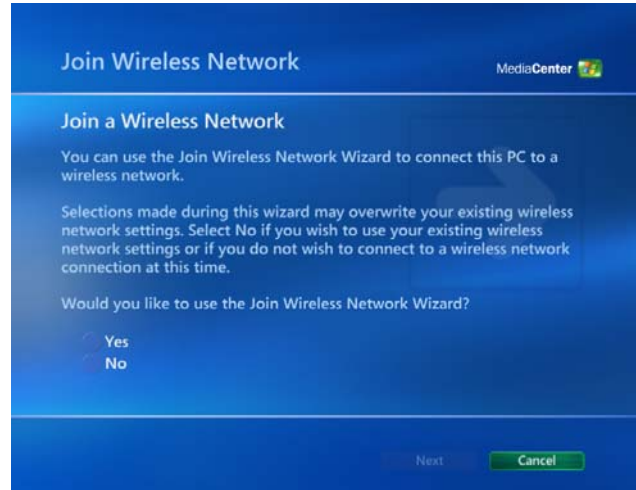 Join Wireless Network
MediaCenter
Join a Wireless Network
You can use the Join Wireless Network Wizard to connect this PC to a
wireless network.
Selections made during this wizard may overwrite your existing wireless
network settings. Select No if you wish to use your existing wireless
network settings or if you do not wish to connect to a wireless network
connection at this time.
Would you like to use the Join Wireless Network Wizard?
Yes
No
Next
Cancel